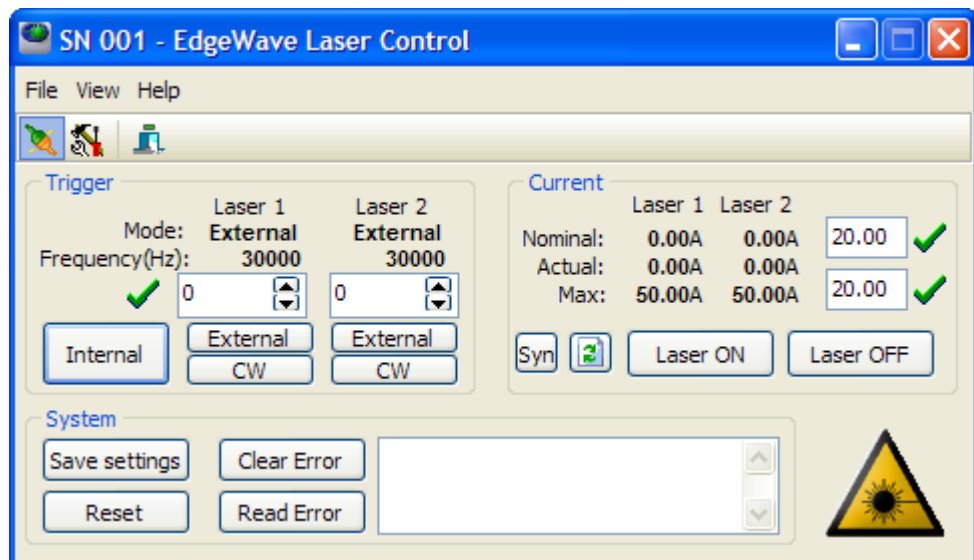 SN 001 - EdgeWave Laser Control
File View Help
Trigger
Laser 1 Laser 2
Mode: External External
Frequency(Hz): 30000 30000
0 0
Internal
External External
CW CW
Current
Laser 1 Laser 2
Nominal: 0.00A 0.00A 20.00
Actual: 0.00A 0.00A
Max: 50.00A 50.00A 20.00
Syn Laser ON Laser OFF
System
Save settings Clear Error
Reset Read Error